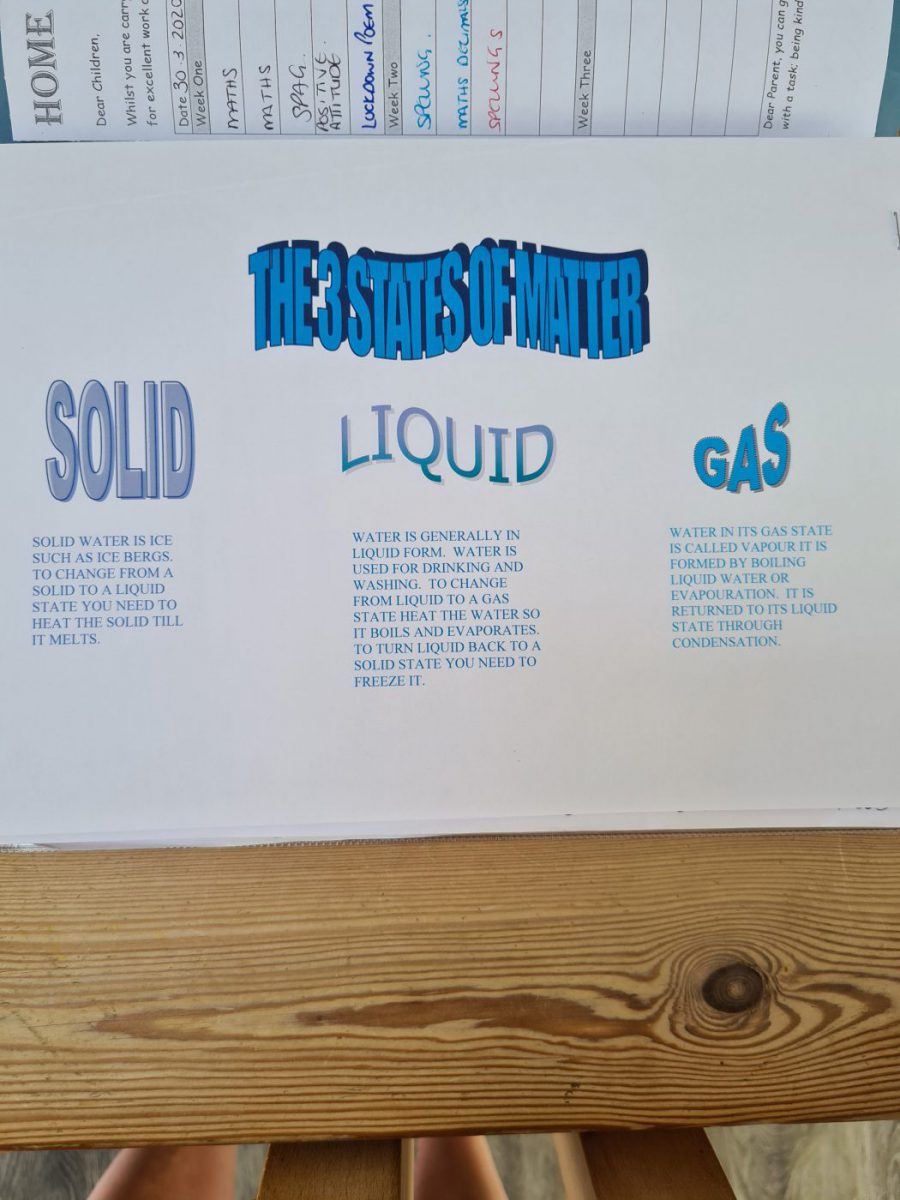 HOME
Dear Children,
Whilst you are carry
for excellent work
Date 30.3.2020
Week One
MATHS
MATHS
SPAG.
POSITIVE
ATTITUDE
LOCKDOWN POEM
Week Two
SPELLING.
MATHS DECIMALS
SPELLINGS
Week Three
Dear Parent, you can g
with a task; being kind
THE 3 STATES OF MATTER
SOLID
SOLID WATER IS ICE
SUCH AS ICE BERGS.
TO CHANGE FROM A
SOLID TO A LIQUID
STATE YOU NEED TO
HEAT THE SOLID TILL
IT MELTS.
LIQUID
WATER IS GENERALLY IN
LIQUID FORM. WATER IS
USED FOR DRINKING AND
WASHING. TO CHANGE
FROM LIQUID TO A GAS
STATE HEAT THE WATER SO
IT BOILS AND EVAPORATES.
TO TURN LIQUID BACK TO A
SOLID STATE YOU NEED TO
FREEZE IT.
GAS
WATER IN ITS GAS STATE
IS CALLED VAPOUR IT IS
FORMED BY BOILING
LIQUID WATER OR
EVAPOURATION. IT IS
RETURNED TO ITS LIQUID
STATE THROUGH
CONDENSATION.